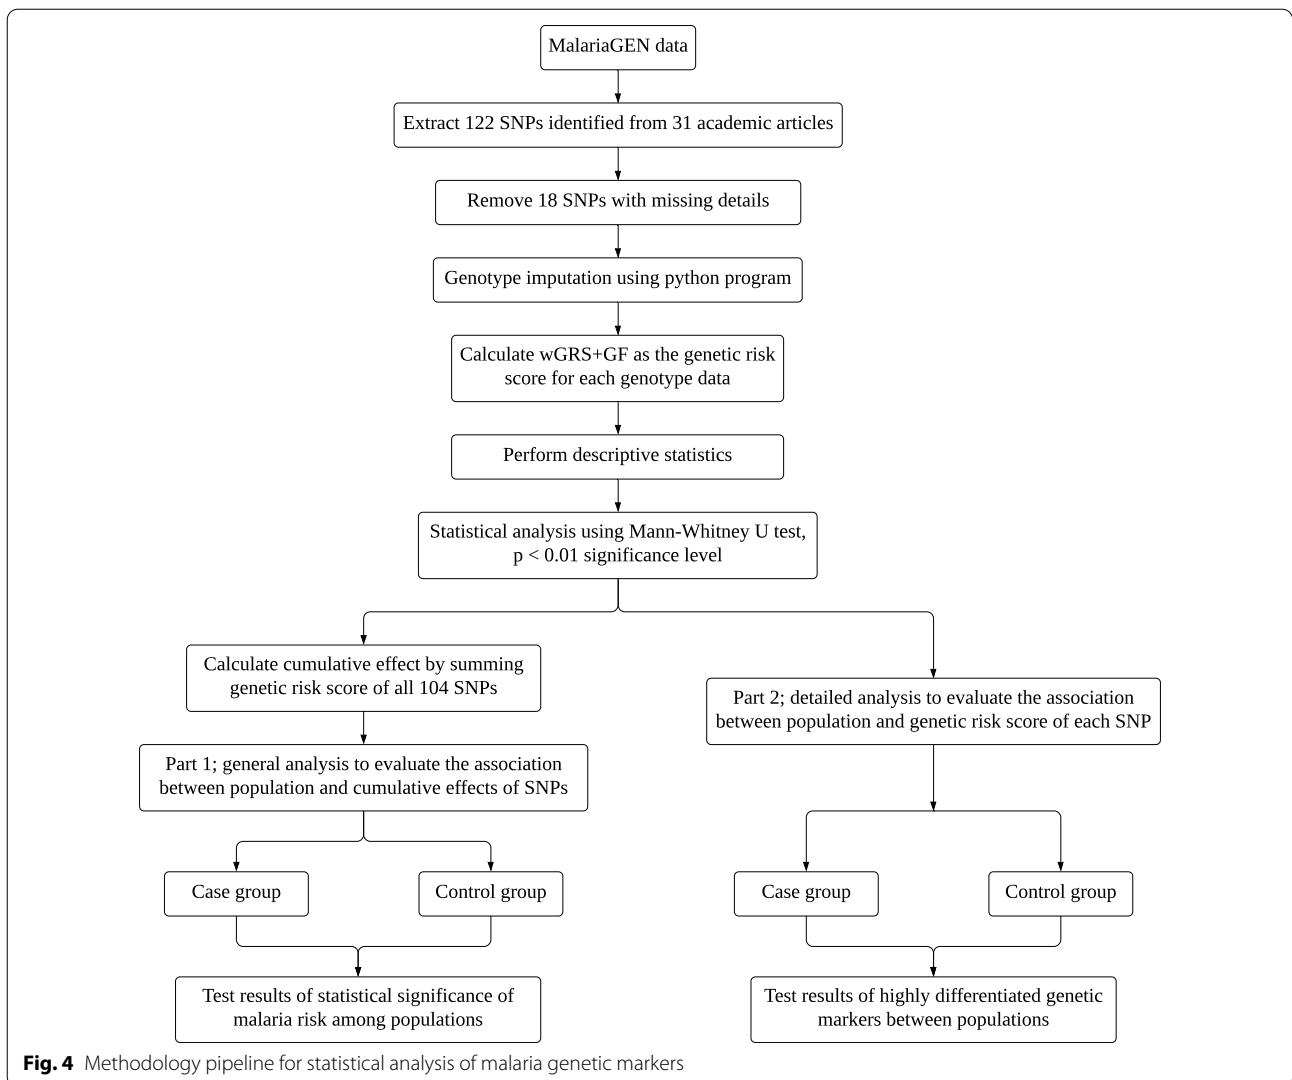 MalariaGEN data
Extract 122 SNPs identified from 31 academic articles
Remove 18 SNPs with missing details
Genotype imputation using python program
Calculate wGRS+GF as the genetic risk
score for each genotype data
Perform descriptive statistics
Statistical analysis using Mann-Whitney U test,
p < 0.01 significance level
Calculate cumulative effect by summing
genetic risk score of all 104 SNPs
Part 1; general analysis to evaluate the association
between population and cumulative effects of SNPs
Case group
Control group
Test results of statistical significance of
malaria risk among populations
Part 2; detailed analysis to evaluate the association
between population and genetic risk score of each SNP
Case group
Control group
Test results of highly differentiated genetic
markers between populations
Fig. 4 Methodology pipeline for statistical analysis of malaria genetic markers